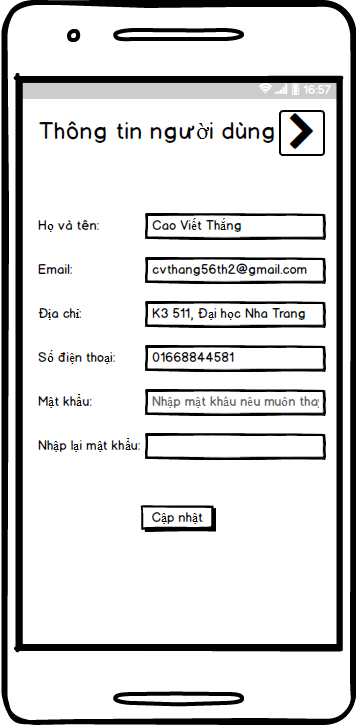 16:57
Thông tin người dùng
Họ và tên: Cao Viết Thắng
Email: cvthang56th2@gmail.com
Địa chỉ: K3 511, Đại học Nha Trang
Số điện thoại: 01668844581
Mật khẩu: Nhập mật khẩu nếu muốn thay
Nhập lại mật khẩu:
Cập nhật